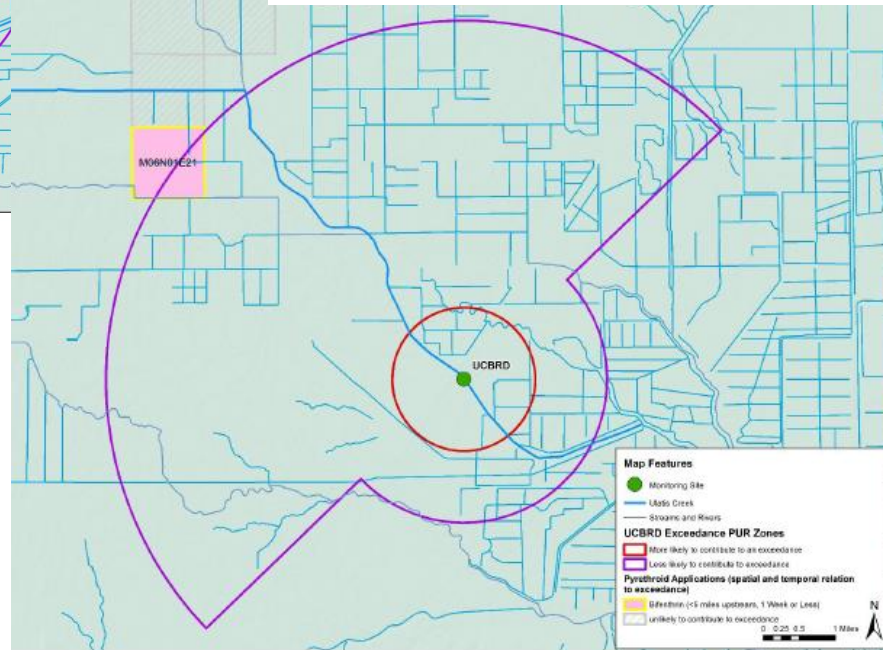 M06N01E21
UCBRD
Map Features
Monitoring Site
Ulatis Creek
Streams and Rivers
UCBRD Exceedance PUR Zones
More likely to contribute to an exceedance
Less likely to contribute to exceedance
Pyrethroid Applications (spatial and temporal relation
to exceedance)
Bifenthrin (<5 miles upstream, 1 Week or Less)
unlikely to contribute to exceedance
N
0 0.25 0.5 1 Miles